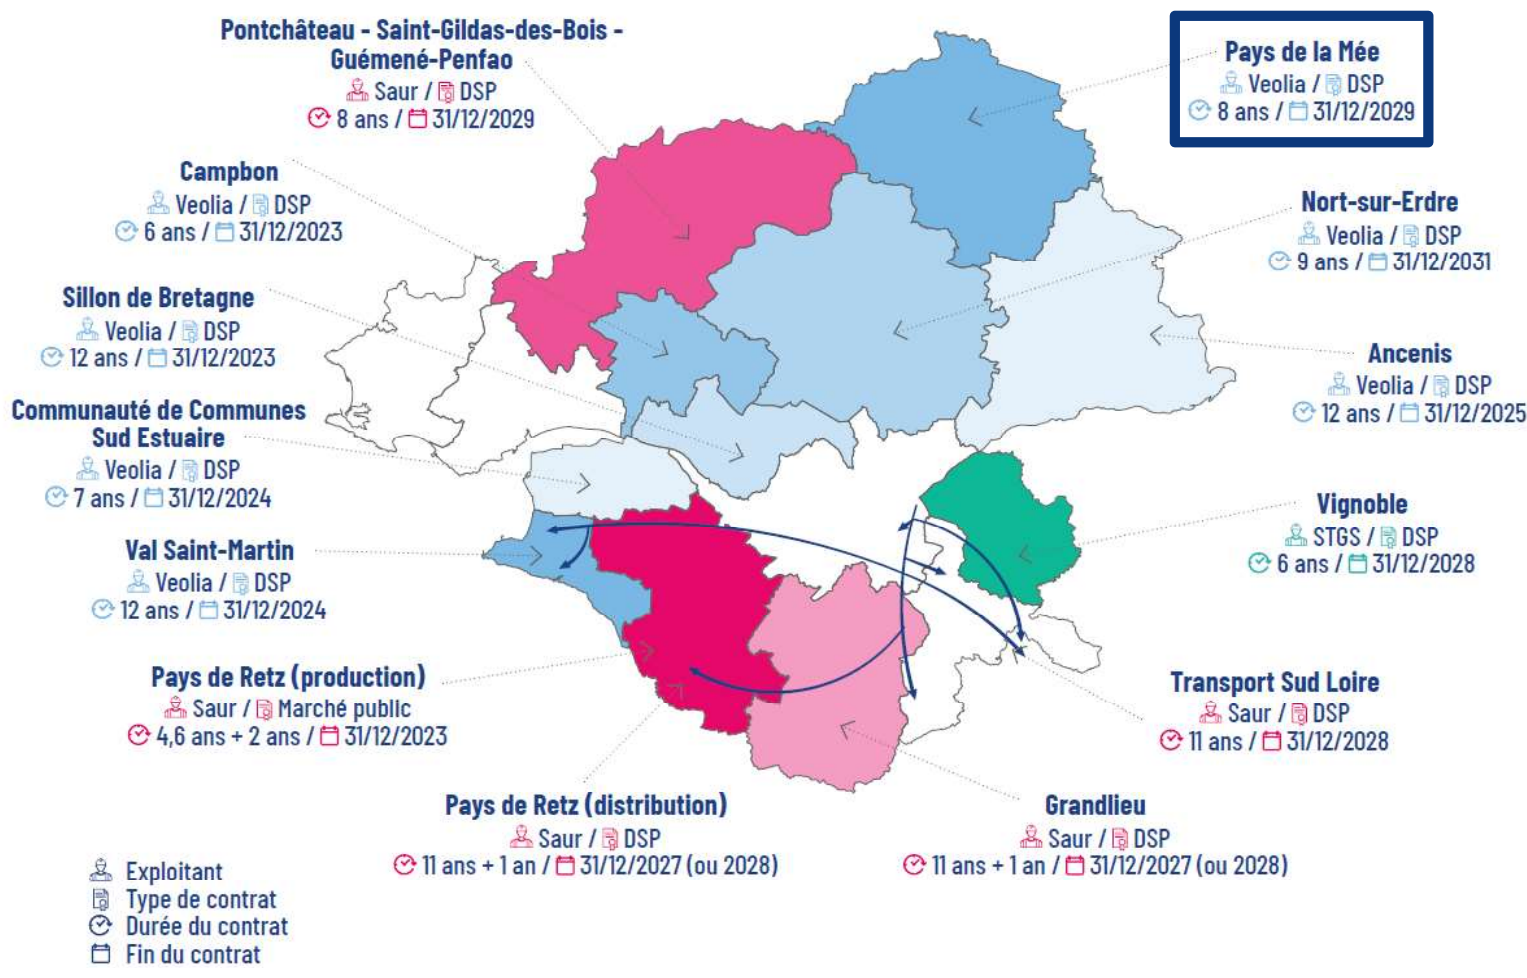 Pontchâteau - Saint-Gildas-des-Bois -
Guémené-Penfao
Saur / DSP
8 ans / 31/12/2029
Pays de la Mée
Veolia / DSP
8 ans / 31/12/2029
Campbon
Veolia / DSP
6 ans / 31/12/2023
Nort-sur-Erdre
Veolia / DSP
9 ans / 31/12/2031
Sillon de Bretagne
Veolia / DSP
12 ans / 31/12/2023
Ancenis
Veolia / DSP
12 ans / 31/12/2025
Communauté de Communes
Sud Estuaire
Veolia / DSP
7 ans / 31/12/2024
Vignoble
STGS / DSP
6 ans / 31/12/2028
Val Saint-Martin
Veolia / DSP
12 ans / 31/12/2024
Pays de Retz (production)
Saur / Marché public
4,6 ans + 2 ans / 31/12/2023
Transport Sud Loire
Saur / DSP
11 ans / 31/12/2028
Pays de Retz (distribution)
Saur / DSP
11 ans + 1 an / 31/12/2027 (ou 2028)
Grandlieu
Saur / DSP
11 ans + 1 an / 31/12/2027 (ou 2028)
Exploitant
Type de contrat
Durée du contrat
Fin du contrat